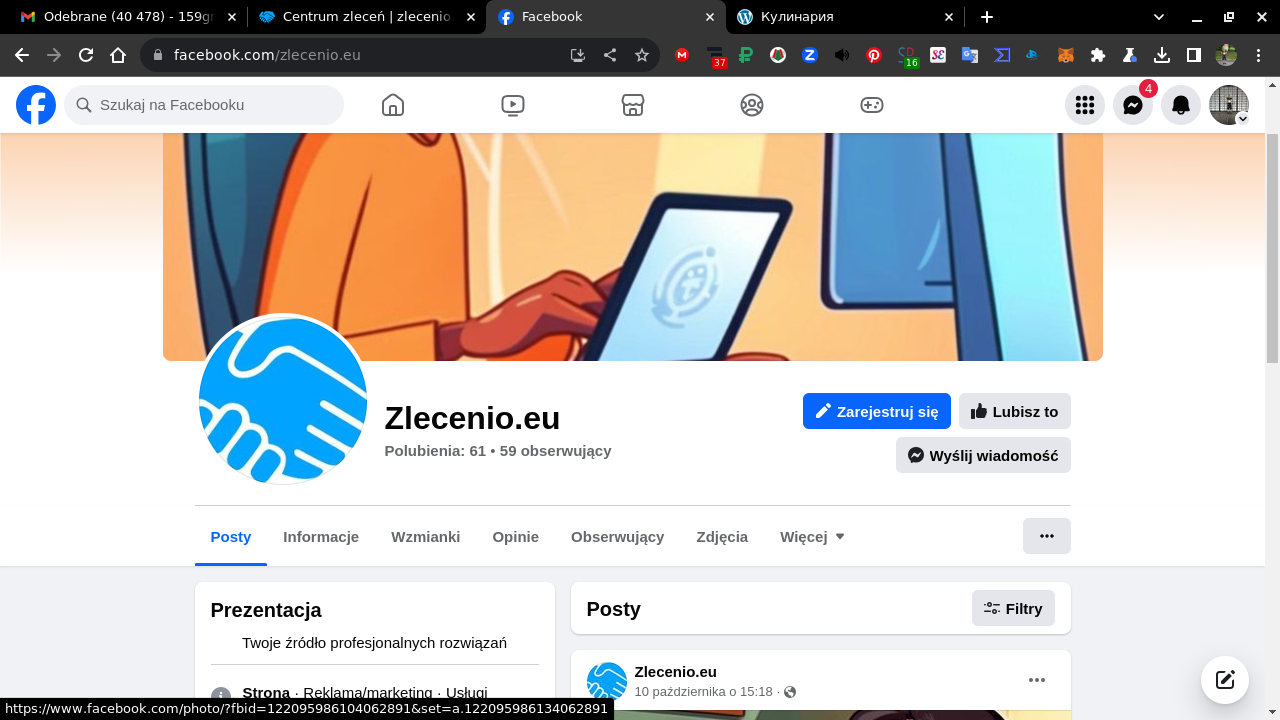 Odebrane (40 478) - 159gr
Centrum zleceń | zlecenio.
Facebook
Кулинария
facebook.com/zlecenio.eu
37
16
Szukaj na Facebooku
4
Zlecenio.eu
Polubienia: 61 • 59 obserwujący
Zarejestruj się
Lubisz to
Wyślij wiadomość
Posty
Informacje
Wzmianki
Opinie
Obserwujący
Zdjęcia
Więcej
Prezentacja
Twoje źródło profesjonalnych rozwiązań
Strona · Reklama/marketing · Usługi
Posty
Filtry
Zlecenio.eu
10 października o 15:18 ·
https://www.facebook.com/photo/?fbid=122095986104062891&set=a.122095986134062891